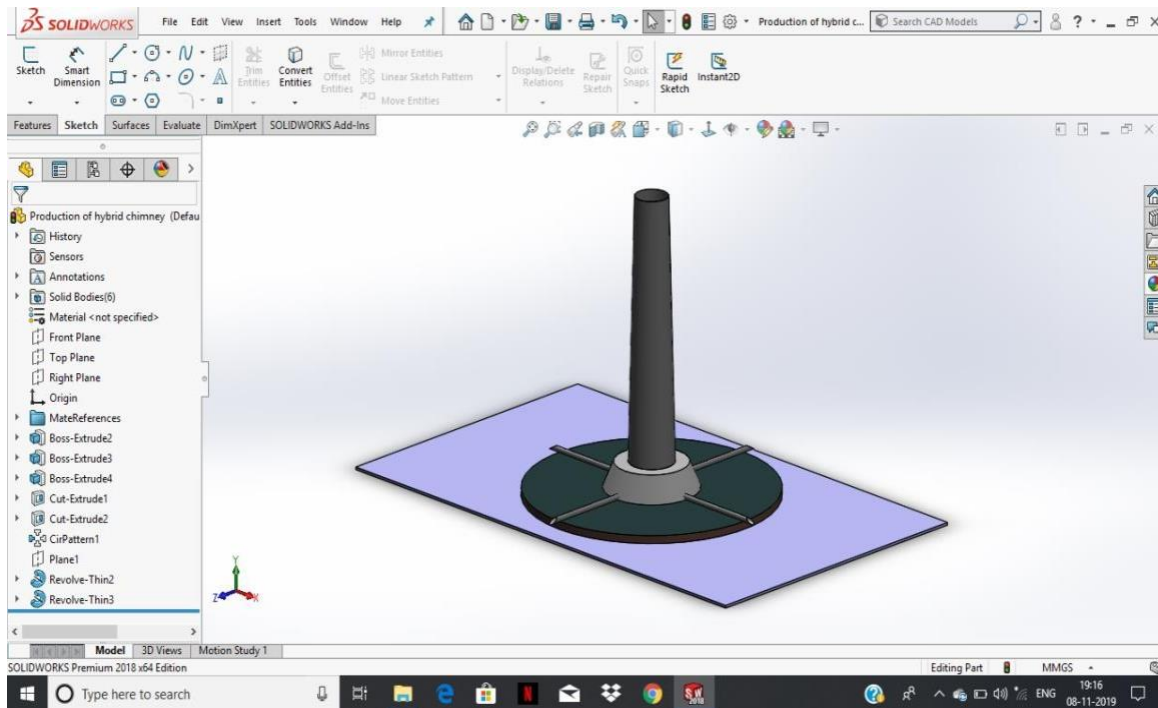 SOLIDWORKS File Edit View Insert Tools Window Help Production of hybrid c... Search CAD Models ?
Sketch Smart Dimension Trim Entities Convert Entities Offset Entities Mirror Entities Linear Sketch Pattern Move Entities Display/Delete Relations Repair Sketch Quick Snaps Rapid Sketch Instant2D
Features Sketch Surfaces Evaluate DimXpert SOLIDWORKS Add-Ins
Production of hybrid chimney (Defau
History
Sensors
Annotations
Solid Bodies(6)
Material <not specified>
Front Plane
Top Plane
Right Plane
Origin
MateReferences
Boss-Extrude2
Boss-Extrude3
Boss-Extrude4
Cut-Extrude1
Cut-Extrude2
CirPattern1
Plane1
Revolve-Thin2
Revolve-Thin3
Y
Z X
Model 3D Views Motion Study 1
SOLIDWORKS Premium 2018 x64 Edition Editing Part MMGS
Type here to search ENG 19:16
08-11-2019